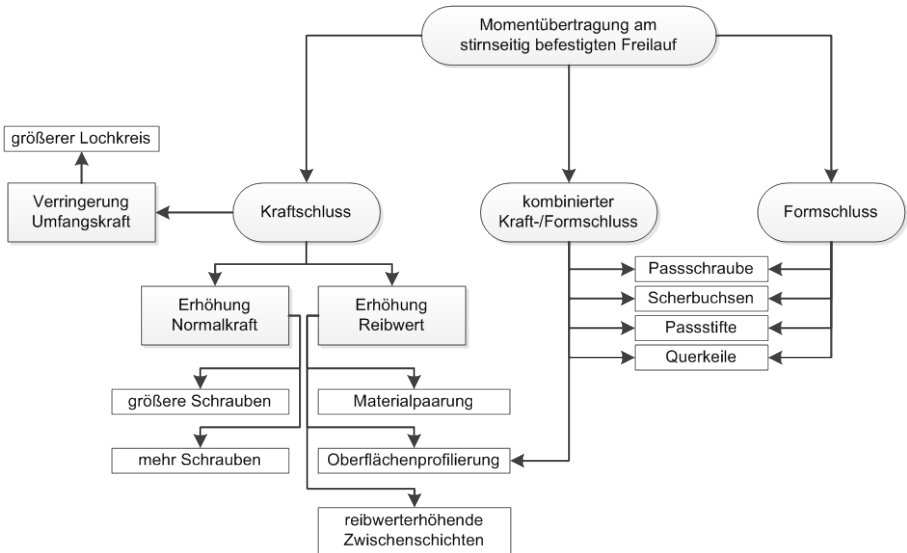 Momentübertragung am
stirnseitig befestigten Freilauf
größerer Lochkreis
Verringerung
Umfangskraft
Kraftschluss
kombinierter
Kraft-/Formschluss
Formschluss
Passschraube
Scherbuchsen
Passstifte
Querkeile
Erhöhung
Normalkraft
Erhöhung
Reibwert
größere Schrauben
Materialpaarung
mehr Schrauben
Oberflächenprofilierung
reibwerterhöhende
Zwischenschichten